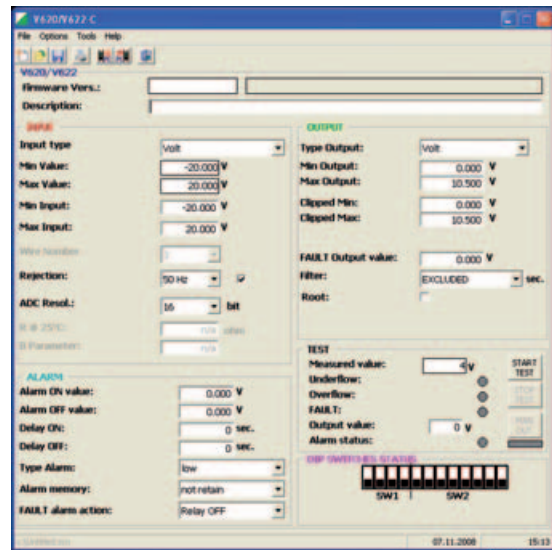 V620/V622 C
File Options Tools Help
V620/V622
Firmware Vers.:
Description:
INPUT
Input type Volt
Min Value: -20.000 V
Max Value: 20.000 V
Min Input: -20.000 V
Max Input: 20.000 V
Wire Number
Rejection: 50 Hz
ADC Resol.: 16 bit
R @ 25°C: n/a ohm
B Parameter: n/a
ALARM
Alarm ON value: 0.000 V
Alarm OFF value: 0.000 V
Delay ON: 0 sec.
Delay OFF: 0 sec.
Type Alarm: low
Alarm memory: not retain
FAULT alarm action: Relay OFF
OUTPUT
Type Output: Volt
Min Output: 0.000 V
Max Output: 10.500 V
Clipped Min: 0.000 V
Clipped Max: 10.500 V
FAULT Output value: 0.000 V
Filter: EXCLUDED sec.
Root:
TEST
Measured value: 4 V
START TEST
Underflow:
STOP TEST
Overflow:
FAULT:
Output value: 0 V
MAN OUT
Alarm status:
DIP SWITCHES STATUS
SW1 | SW2
07.11.2008 15:13